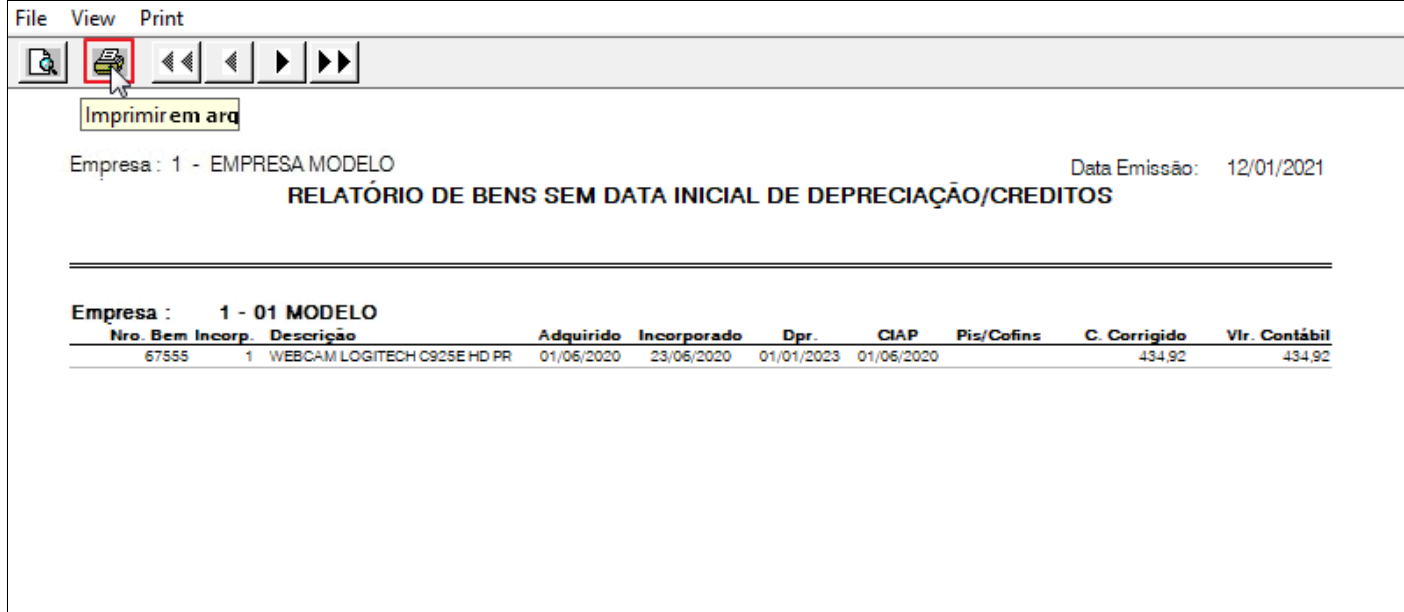 File View Print
Imprimir em arq
Empresa : 1 - EMPRESA MODELO Data Emissão: 12/01/2021
RELATÓRIO DE BENS SEM DATA INICIAL DE DEPRECIAÇÃO/CREDITOS
Empresa : 1 - 01 MODELO
Nro. Bem Incorp. Descrição Adquirido Incorporado Dpr. CIAP Pis/Cofins C. Corrigido Vlr. Contábil
67555 1 WEBCAM LOGITECH C925E HD PR 01/06/2020 23/06/2020 01/01/2023 01/06/2020 434,92 434,92